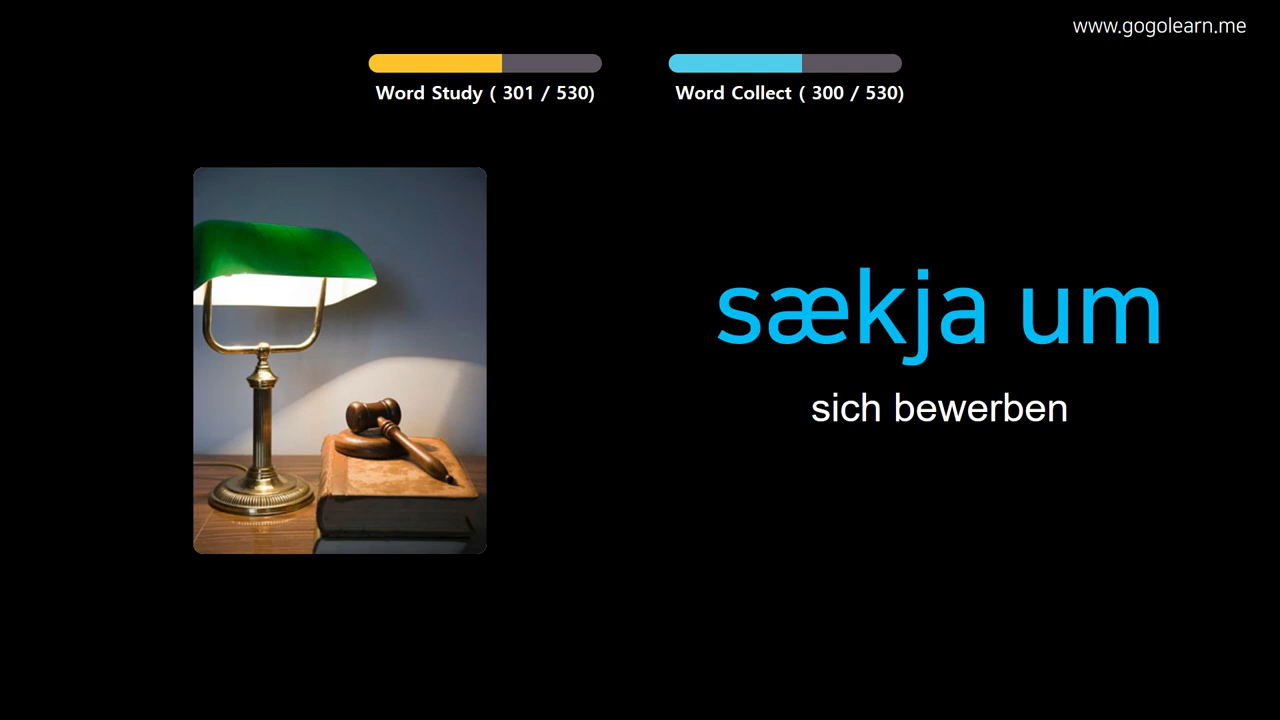 www.gogolearn.me
Word Study ( 301 / 530)
Word Collect ( 300 / 530)
sækja um
sich bewerben